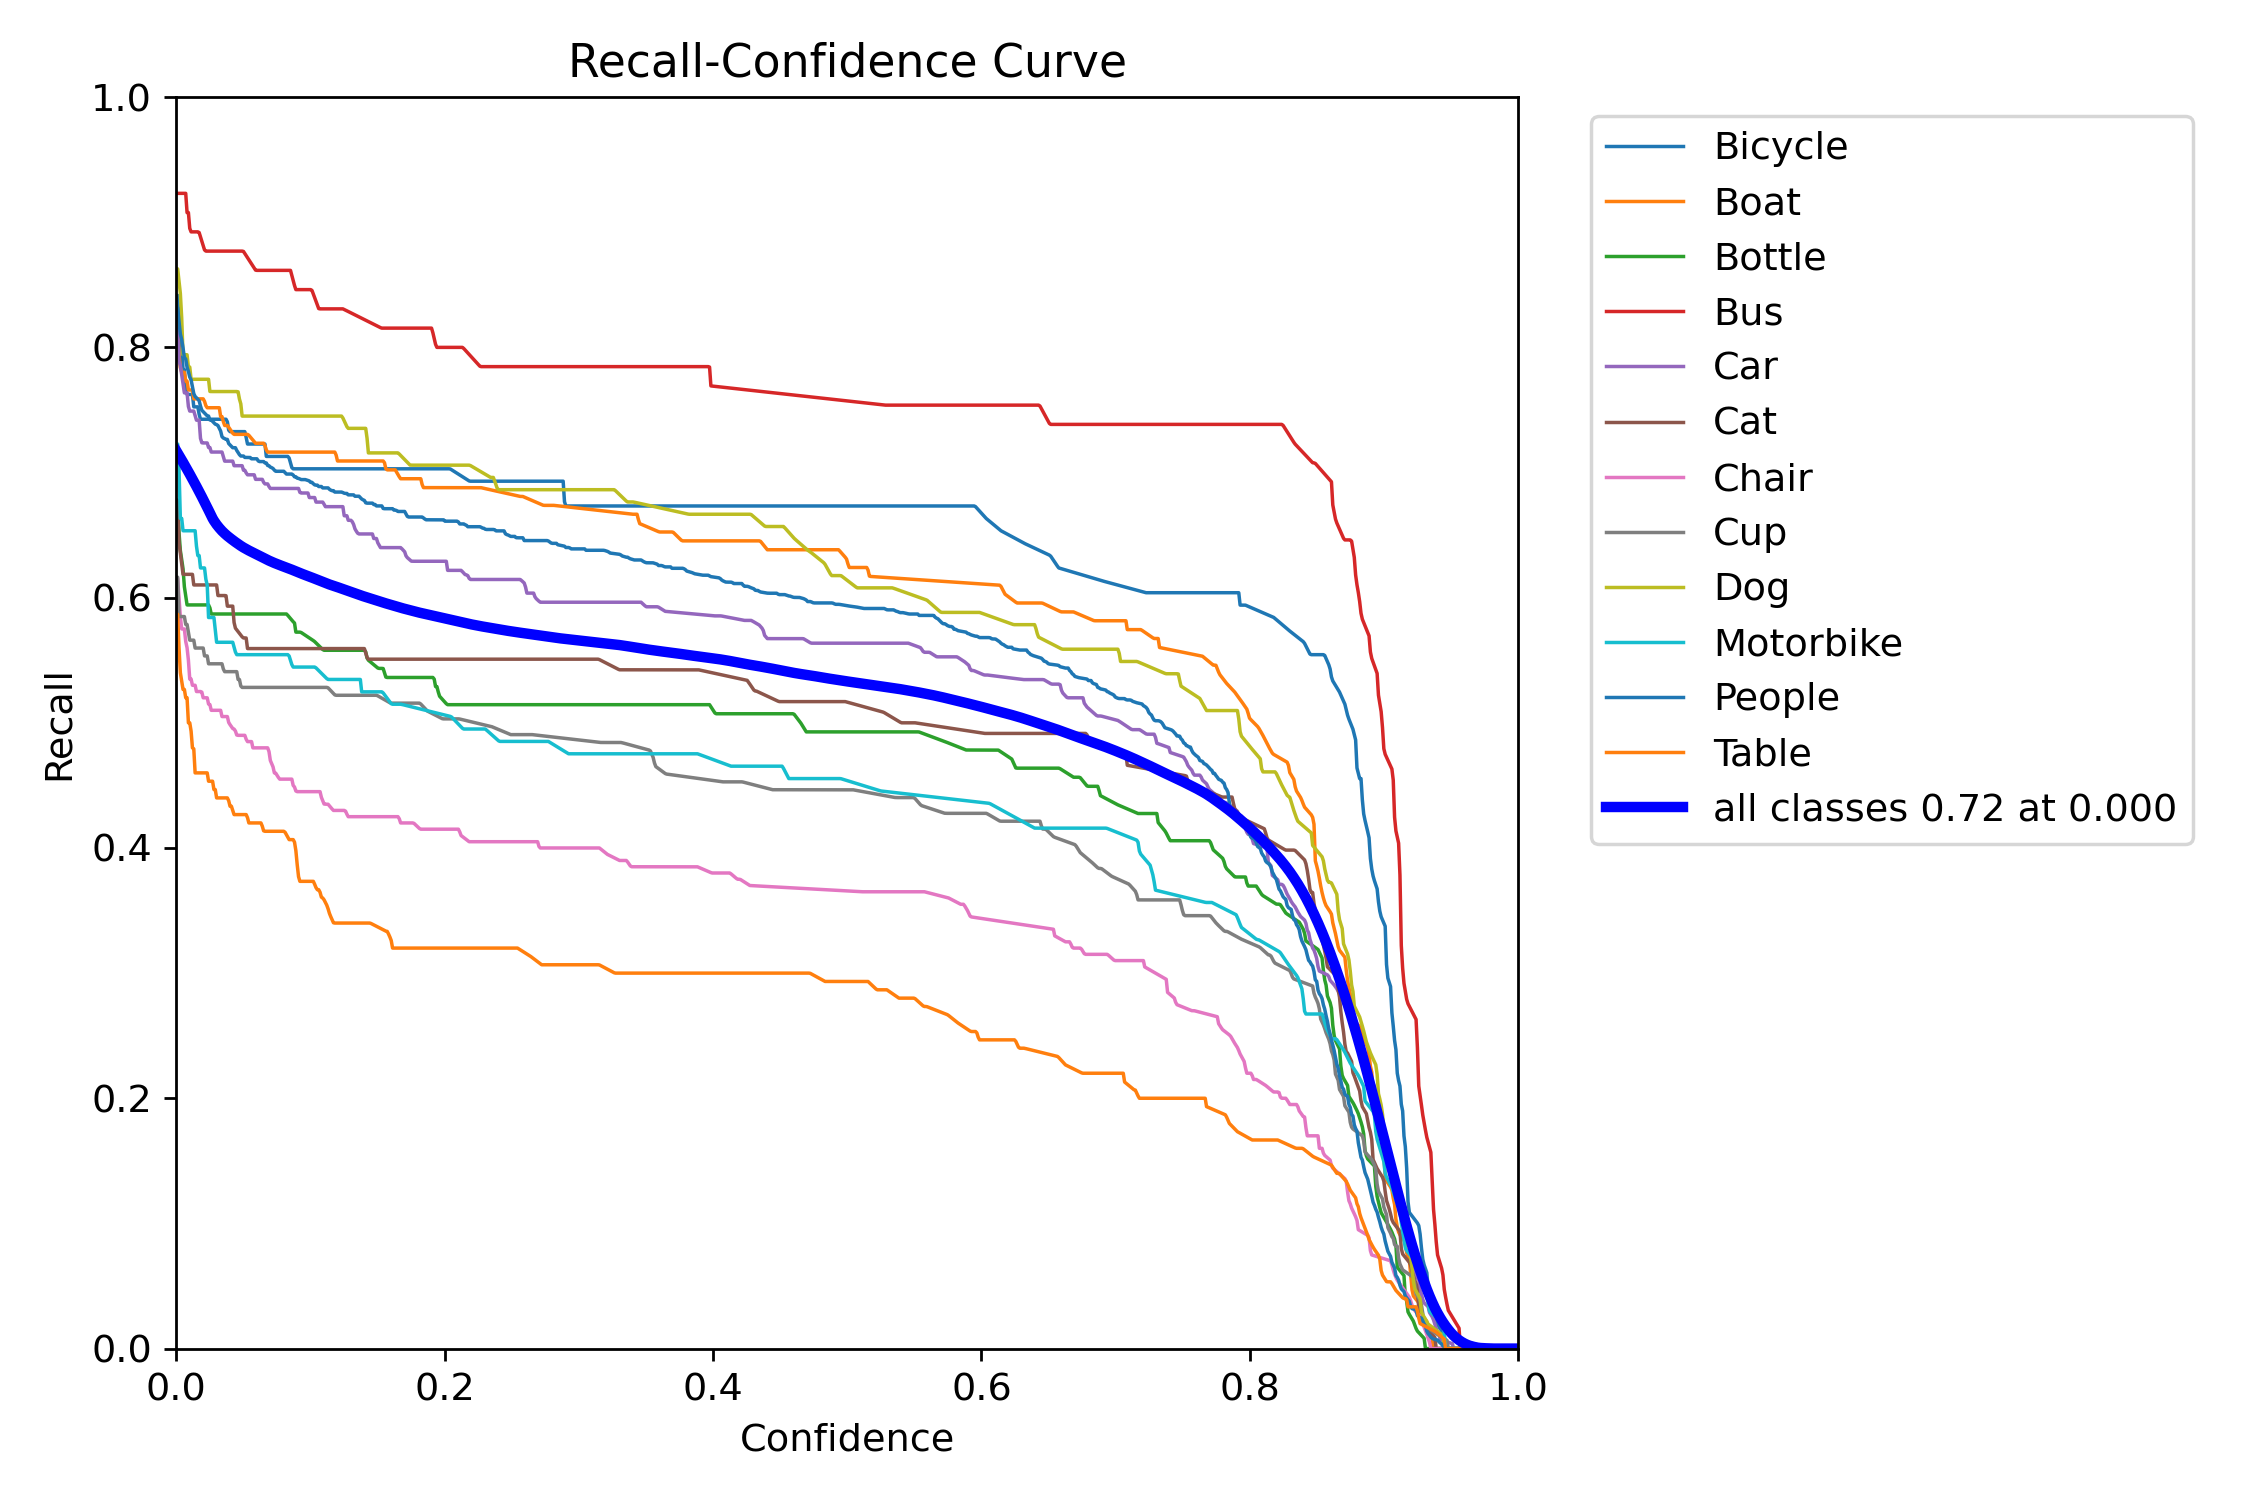 Recall-Confidence Curve
1.0
0.8
0.6
0.4
0.2
0.0
Recall
0.0 0.2 0.4 0.6 0.8 1.0
Confidence
Bicycle
Boat
Bottle
Bus
Car
Cat
Chair
Cup
Dog
Motorbike
People
Table
all classes 0.72 at 0.000